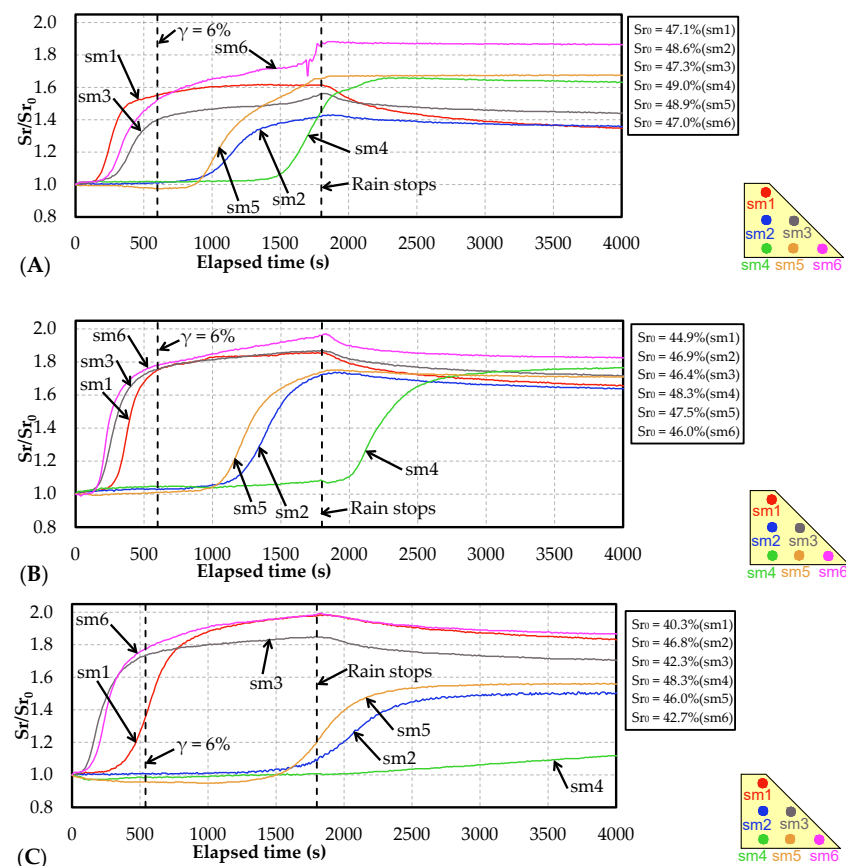 2.0
1.8
1.6
1.4
1.2
1.0
0.8
Sr/Sr0
γ = 6%
sm6
sm1
sm3
sm4
sm2
sm5
Rain stops
0 500 1000 1500 2000 2500 3000 3500 4000
Elapsed time (s)
(A)
Sr0 = 47.1%(sm1)
Sr0 = 48.6%(sm2)
Sr0 = 47.3%(sm3)
Sr0 = 49.0%(sm4)
Sr0 = 48.9%(sm5)
Sr0 = 47.0%(sm6)
sm1
sm2 sm3
sm4 sm5 sm6
2.0
1.8
1.6
1.4
1.2
1.0
0.8
Sr/Sr0
γ = 6%
sm6
sm3
sm1
sm4
sm5
sm2
Rain stops
0 500 1000 1500 2000 2500 3000 3500 4000
Elapsed time (s)
(B)
Sr0 = 44.9%(sm1)
Sr0 = 46.9%(sm2)
Sr0 = 46.4%(sm3)
Sr0 = 48.3%(sm4)
Sr0 = 47.5%(sm5)
Sr0 = 46.0%(sm6)
sm1
sm2 sm3
sm4 sm5 sm6
2.0
1.8
1.6
1.4
1.2
1.0
0.8
Sr/Sr0
sm6
sm3
sm1
Rain stops
sm5
γ = 6%
sm2
sm4
0 500 1000 1500 2000 2500 3000 3500 4000
Elapsed time (s)
(C)
Sr0 = 40.3%(sm1)
Sr0 = 46.8%(sm2)
Sr0 = 42.3%(sm3)
Sr0 = 48.3%(sm4)
Sr0 = 46.0%(sm5)
Sr0 = 42.7%(sm6)
sm1
sm2 sm3
sm4 sm5 sm6